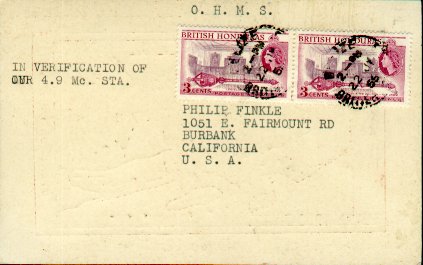 O. H. M. S.
BRITISH HONDURAS
BRITISH HONDURAS
IN VERIFICATION OF
OUR 4.9 Mc. STA.
3 CENTS
3 CENTS
PHILIP FINKLE
1051 E. FAIRMOUNT RD
BURBANK
CALIFORNIA
U. S. A.